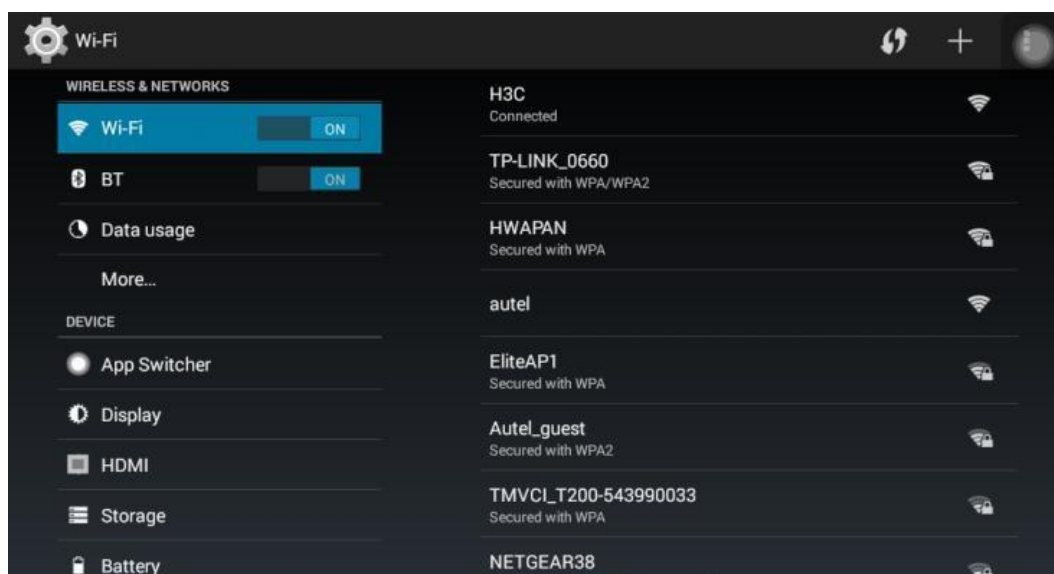 Wi-Fi
WIRELESS & NETWORKS
Wi-Fi ON
BT ON
Data usage
More...
DEVICE
App Switcher
Display
HDMI
Storage
Battery
H3C
Connected
TP-LINK_0660
Secured with WPA/WPA2
HWAPAN
Secured with WPA
autel
EliteAP1
Secured with WPA
Autel_guest
Secured with WPA2
TMVCI_T200-543990033
Secured with WPA
NETGEAR38